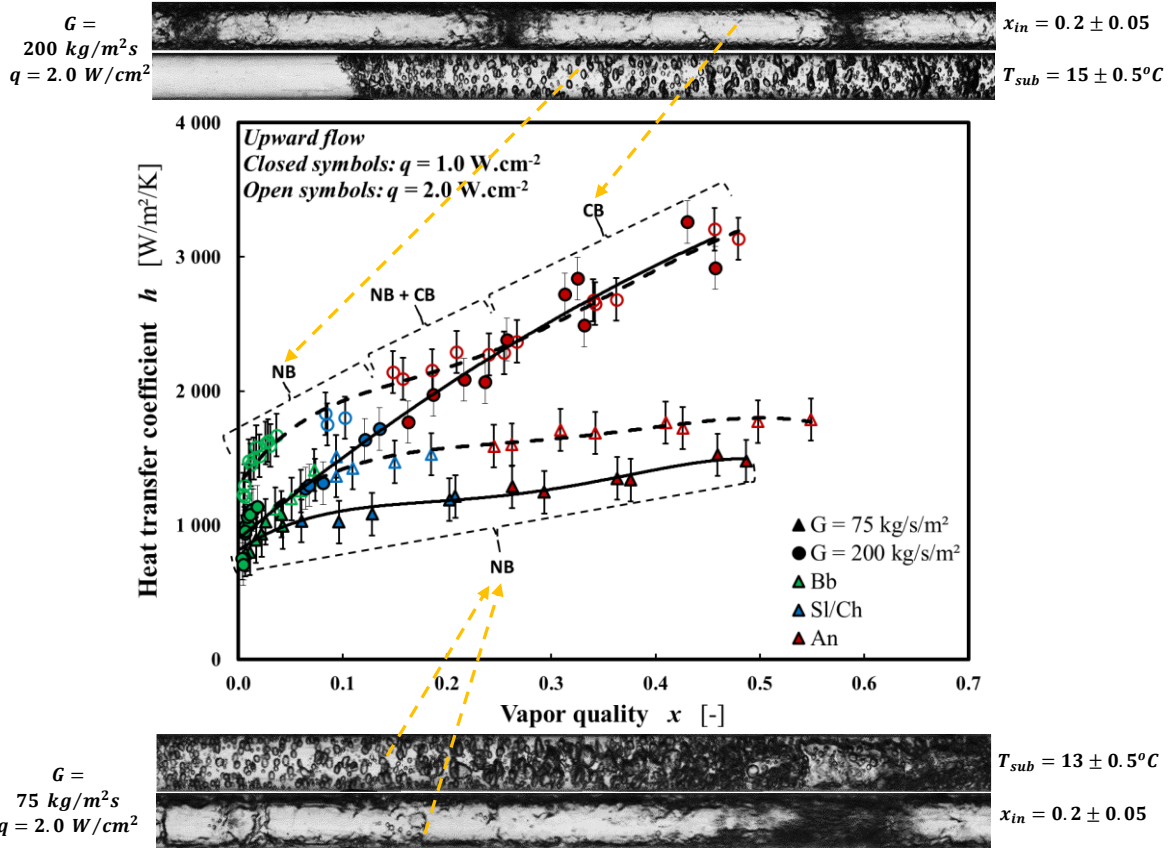 G =
200 kg/m²s
q = 2.0 W/cm²
x_in = 0.2 ± 0.05
T_sub = 15 ± 0.5°C
4 000
3 000
2 000
1 000
0
Heat transfer coefficient h [W/m²/K]
Upward flow
Closed symbols: q = 1.0 W.cm⁻²
Open symbols: q = 2.0 W.cm⁻²
CB
NB + CB
NB
NB
G = 75 kg/s/m²
G = 200 kg/s/m²
Bb
Sl/Ch
An
0.0 0.1 0.2 0.3 0.4 0.5 0.6 0.7
Vapor quality x [-]
G =
75 kg/m²s
q = 2.0 W/cm²
T_sub = 13 ± 0.5°C
x_in = 0.2 ± 0.05